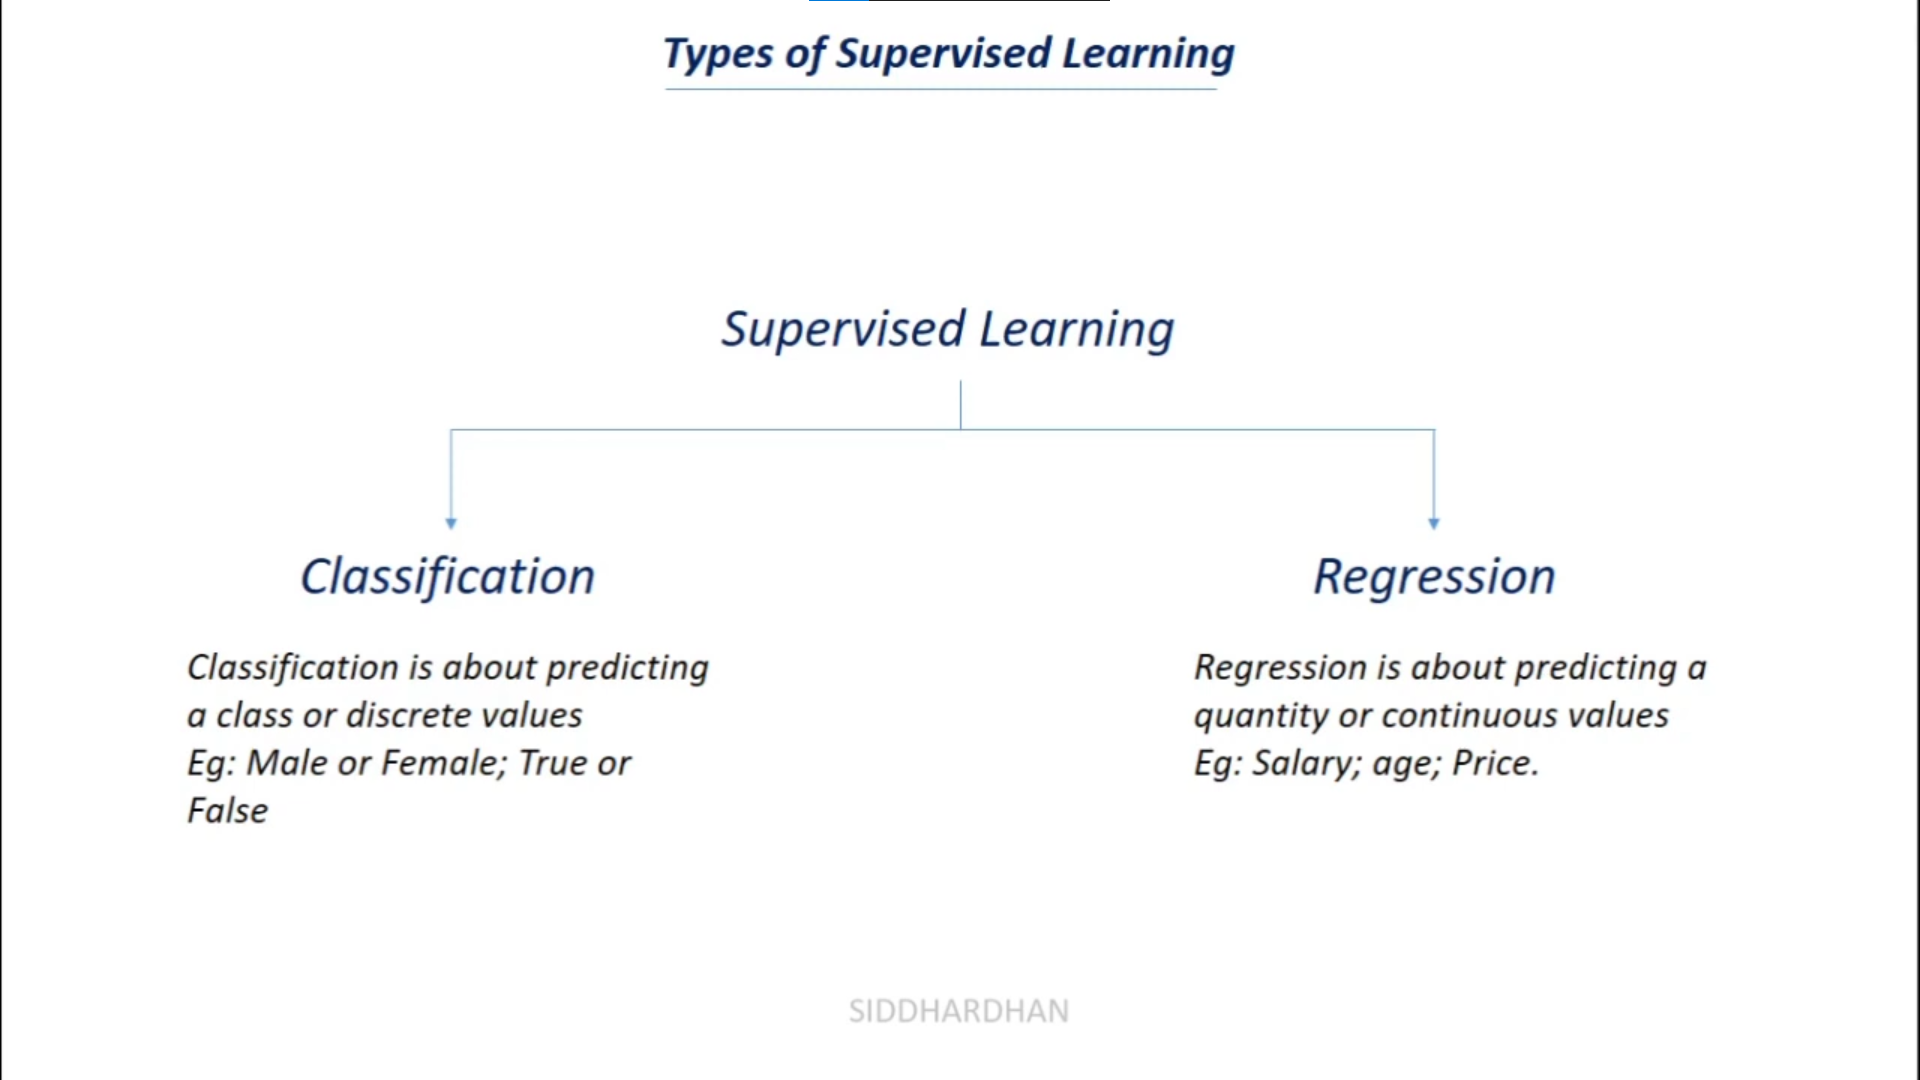 Types of Supervised Learning
Supervised Learning
Classification
Classification is about predicting
a class or discrete values
Eg: Male or Female; True or
False
Regression
Regression is about predicting a
quantity or continuous values
Eg: Salary; age; Price.
SIDDHARDHAN